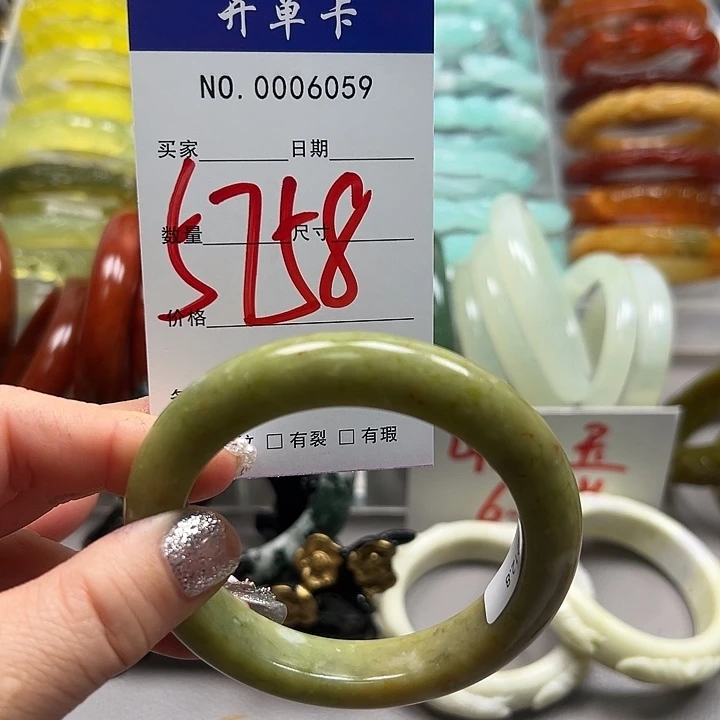 开单卡
NO.0006059
买家 日期
5258
数量 尺寸
价格
□有裂 □有瑕